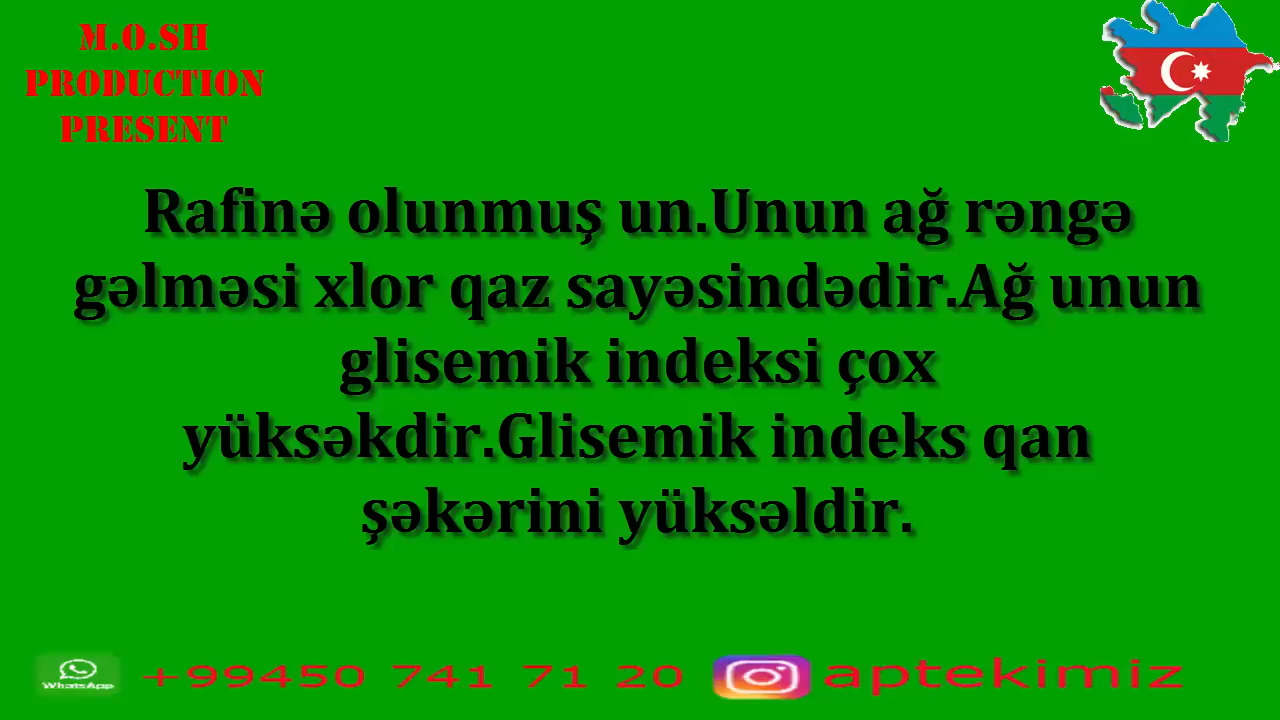 M.O.SH
PRODUCTION
PRESENT
Rafinə olunmuş un.Unun ağ rəngə
gəlməsi xlor qaz sayəsindədir.Ağ unun
glisemik indeksi çox
yüksəkdir.Glisemik indeks qan
şəkərini yüksəldir.
WhatsApp +99450 741 71 20 aptekimiz